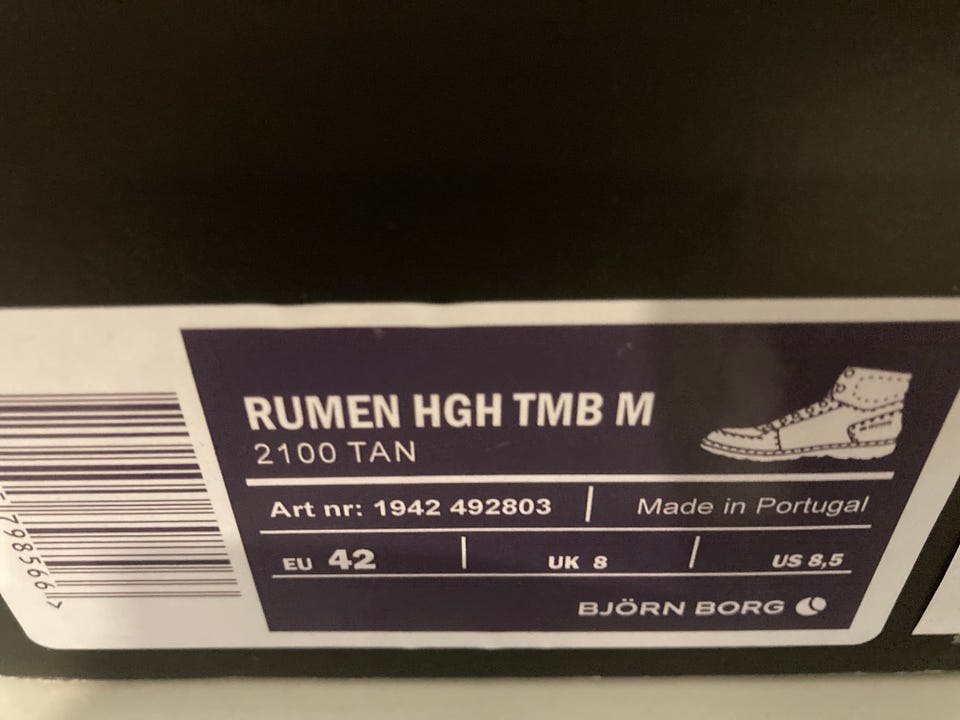 RUMEN HGH TMB M
2100 TAN
Art nr: 1942 492803 | Made in Portugal
EU 42 | UK 8 | US 8,5
BJÖRN BORG
798566